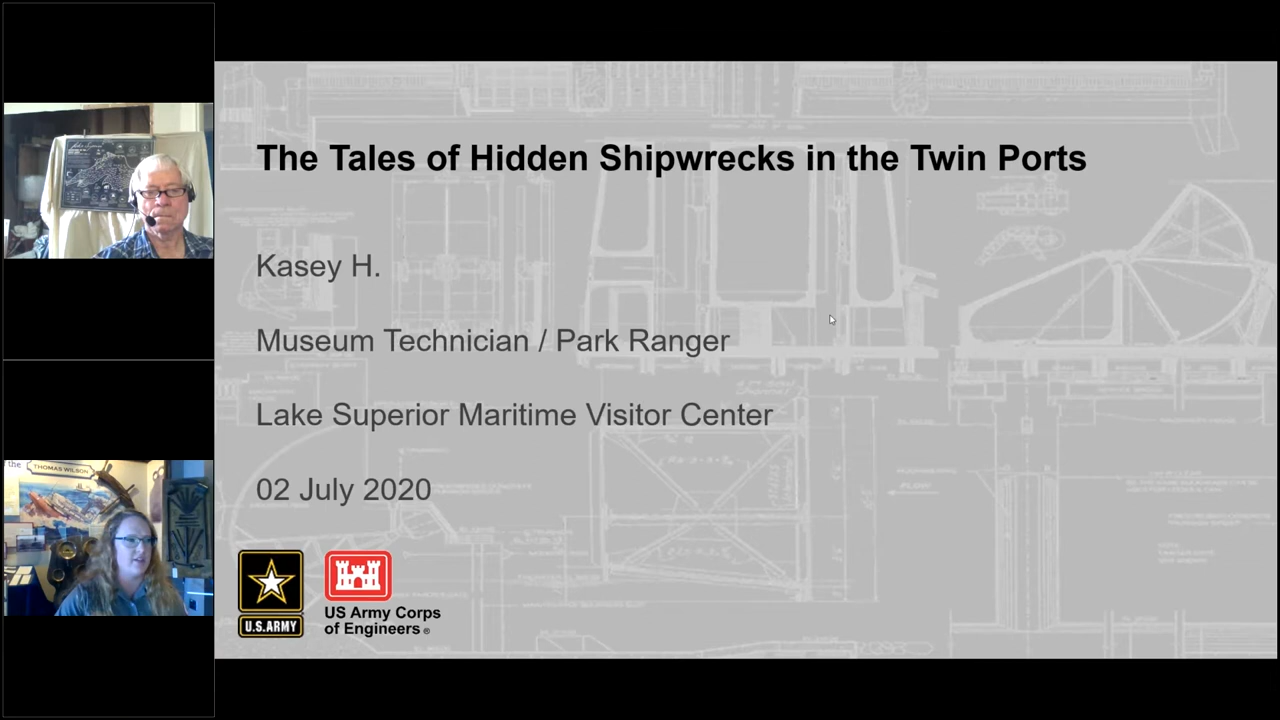 The Tales of Hidden Shipwrecks in the Twin Ports
Kasey H.
Museum Technician / Park Ranger
Lake Superior Maritime Visitor Center
02 July 2020
U.S.ARMY
US Army Corps
of Engineers ®
THOMAS WILSON
FLOW